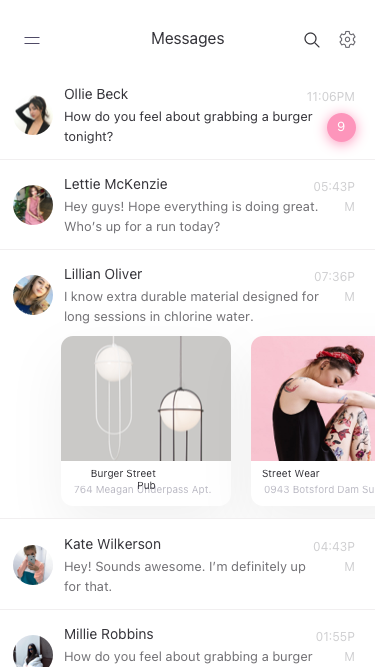 Messages
Ollie Beck
11:06PM
How do you feel about grabbing a burger
tonight?
9
Lettie McKenzie
05:43P
M
Hey guys! Hope everything is doing great.
Who's up for a run today?
Lillian Oliver
07:36P
M
I know extra durable material designed for
long sessions in chlorine water.
Burger Street
Pub
764 Meagan Underpass Apt.
Street Wear
0943 Botsford Dam Su
Kate Wilkerson
04:43P
M
Hey! Sounds awesome. I'm definitely up
for that.
Millie Robbins
01:55P
M
How do you feel about grabbing a burger